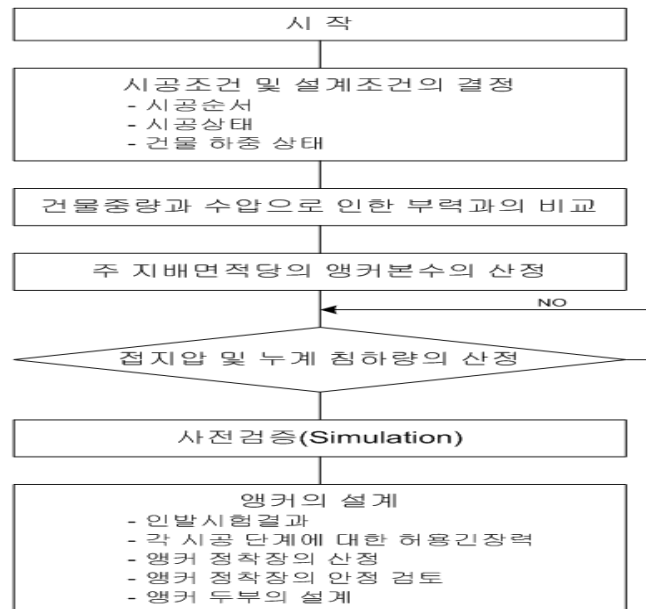 시 작
시공조건 및 설계조건의 결정
- 시공순서
- 시공상태
- 건물 하중 상태
건물중량과 수압으로 인한 부력과의 비교
주 지배면적당의 앵커본수의 산정
NO
접지압 및 누계 침하량의 산정
사전검증(Simulation)
앵커의 설계
- 인발시험결과
- 각 시공 단계에 대한 허용긴장력
- 앵커 정착장의 산정
- 앵커 정착장의 안정 검토
- 앵커 두부의 설계